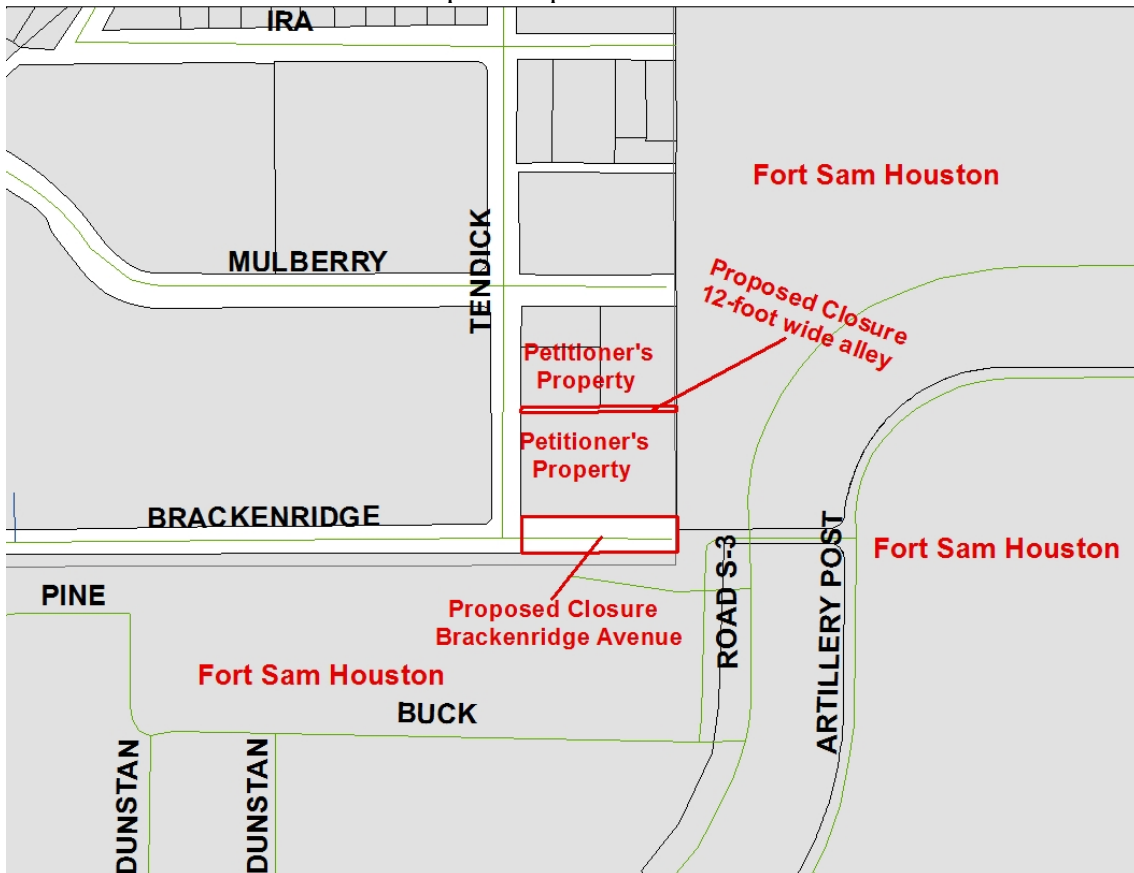 IRA
Fort Sam Houston
TENDICK
MULBERRY
Proposed Closure
12-foot wide alley
Petitioner's
Property
Petitioner's
Property
BRACKENRIDGE
ROAD S-3
ARTILLERY POST
Fort Sam Houston
PINE
Proposed Closure
Brackenridge Avenue
Fort Sam Houston
BUCK
DUNSTAN
DUNSTAN